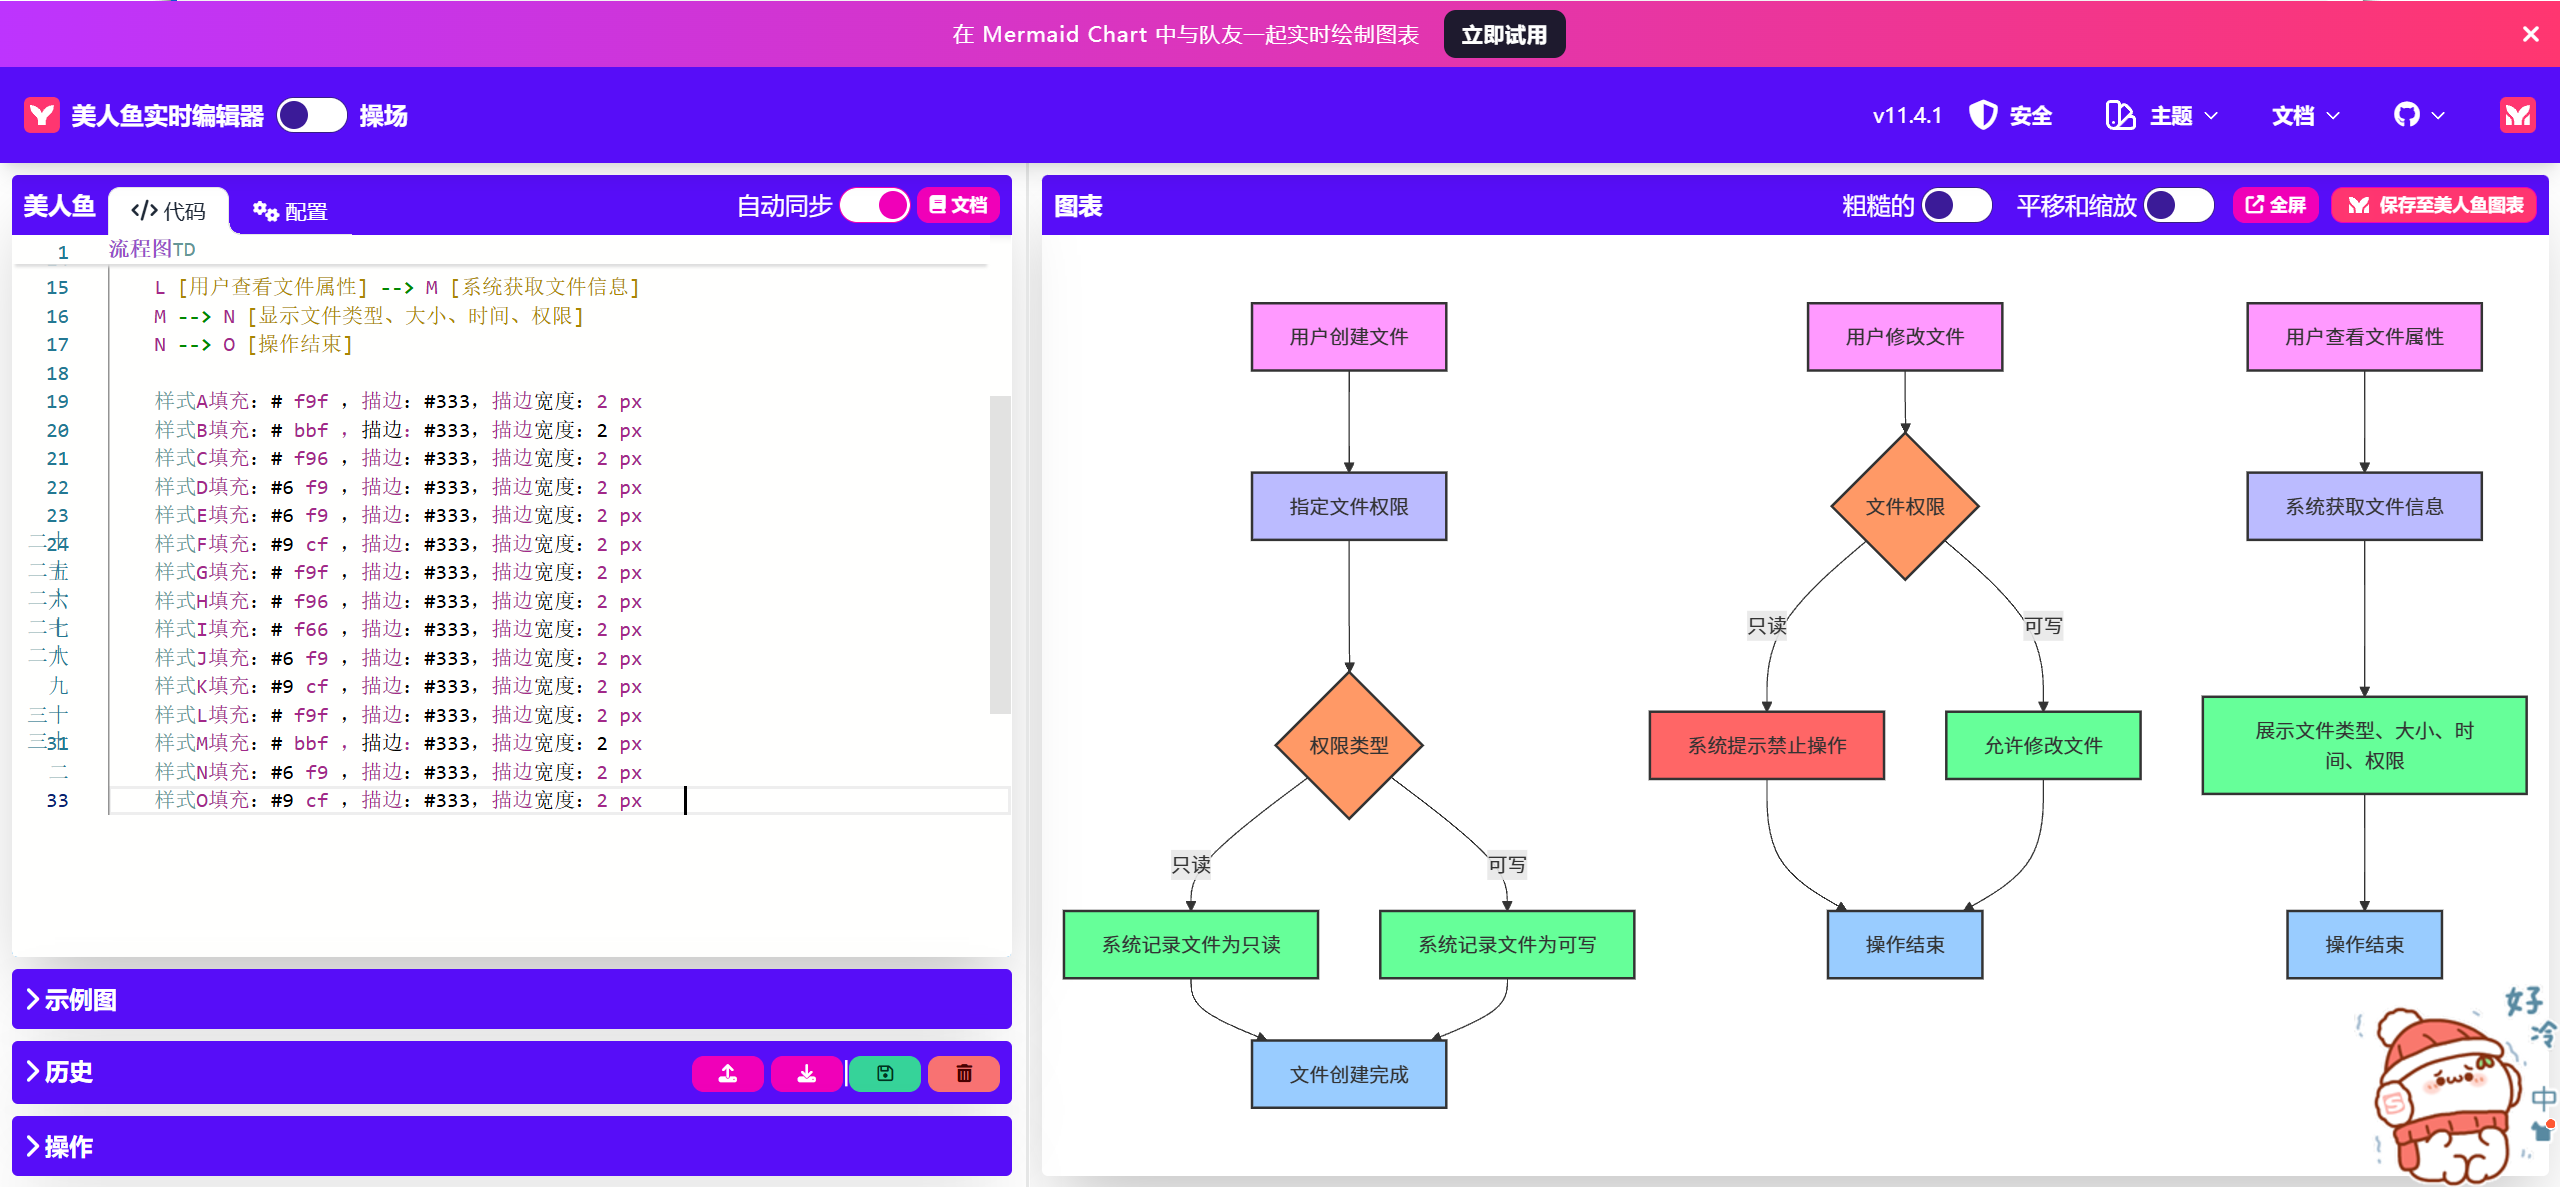 在 Mermaid Chart 中与队友一起实时绘制图表 立即试用
美人鱼实时编辑器 操场 v11.4.1 安全 主题 文档
美人鱼 代码 配置 自动同步 文档
1 流程图TD
15 L [用户查看文件属性] --> M [系统获取文件信息]
16 M --> N [显示文件类型、大小、时间、权限]
17 N --> O [操作结束]
18
19 样式A填充：# f9f ，描边：#333，描边宽度：2 px
20 样式B填充：# bbf ，描边：#333，描边宽度：2 px
21 样式C填充：# f96 ，描边：#333，描边宽度：2 px
22 样式D填充：#6 f9 ，描边：#333，描边宽度：2 px
23 样式E填充：#6 f9 ，描边：#333，描边宽度：2 px
24 样式F填充：#9 cf ，描边：#333，描边宽度：2 px
二十五 样式G填充：# f9f ，描边：#333，描边宽度：2 px
二十六 样式H填充：# f96 ，描边：#333，描边宽度：2 px
二十七 样式I填充：# f66 ，描边：#333，描边宽度：2 px
二十八 样式J填充：#6 f9 ，描边：#333，描边宽度：2 px
九 样式K填充：#9 cf ，描边：#333，描边宽度：2 px
三十 样式L填充：# f9f ，描边：#333，描边宽度：2 px
31 样式M填充：# bbf ，描边：#333，描边宽度：2 px
二 样式N填充：#6 f9 ，描边：#333，描边宽度：2 px
33 样式O填充：#9 cf ，描边：#333，描边宽度：2 px
示例图
历史
操作
图表 粗糙的 平移和缩放 全屏 保存至美人鱼图表
用户创建文件
指定文件权限
权限类型
只读 可写
系统记录文件为只读 系统记录文件为可写
文件创建完成
用户修改文件
文件权限
只读 可写
系统提示禁止操作 允许修改文件
操作结束
用户查看文件属性
系统获取文件信息
展示文件类型、大小、时
间、权限
操作结束
好
冷
中